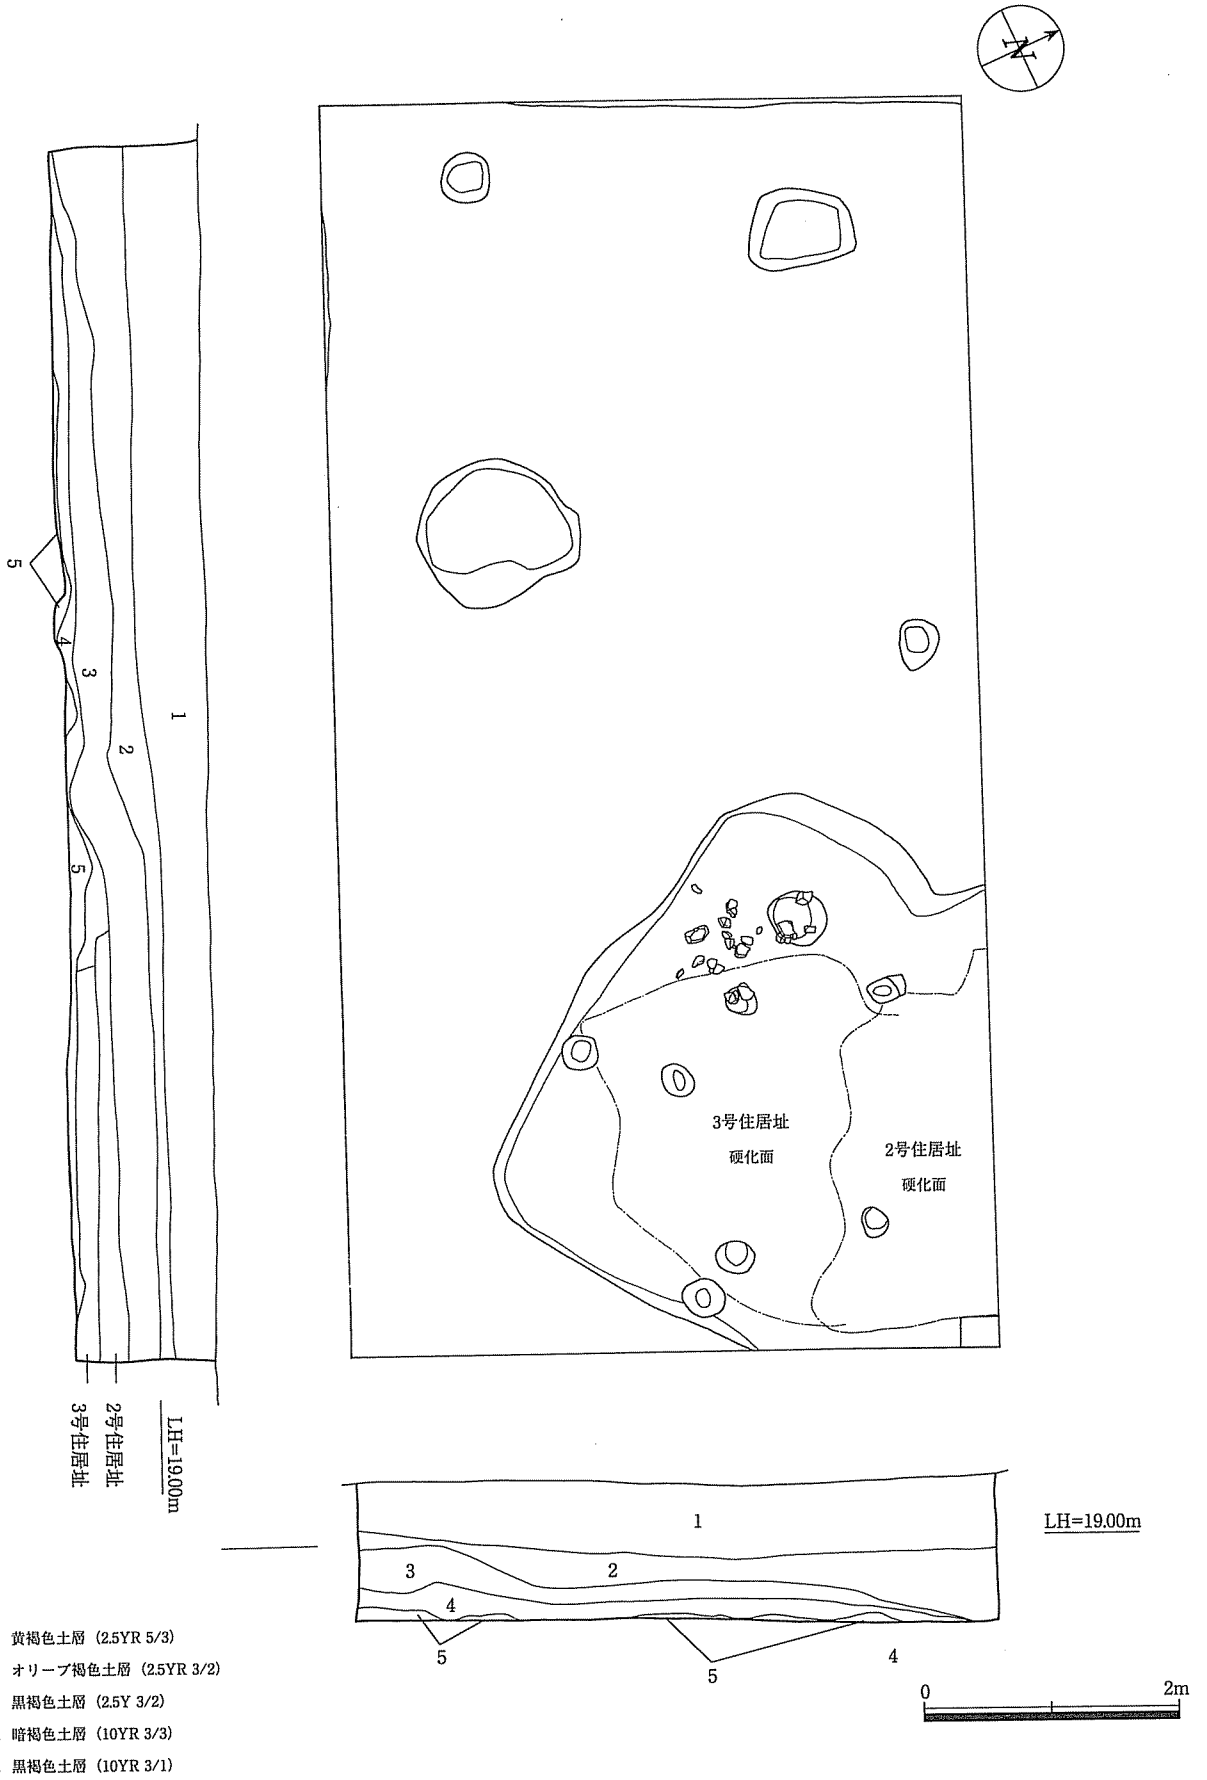 N
5
4
3
2
1
5
3号住居址
硬化面
2号住居址
硬化面
3号住居址
2号住居址
LH=19.00m
1
2
3
4
5
5
4
LH=19.00m
0 2m
黄褐色土層 (2.5YR 5/3)
オリーブ褐色土層 (2.5YR 3/2)
黒褐色土層 (2.5Y 3/2)
暗褐色土層 (10YR 3/3)
黒褐色土層 (10YR 3/1)